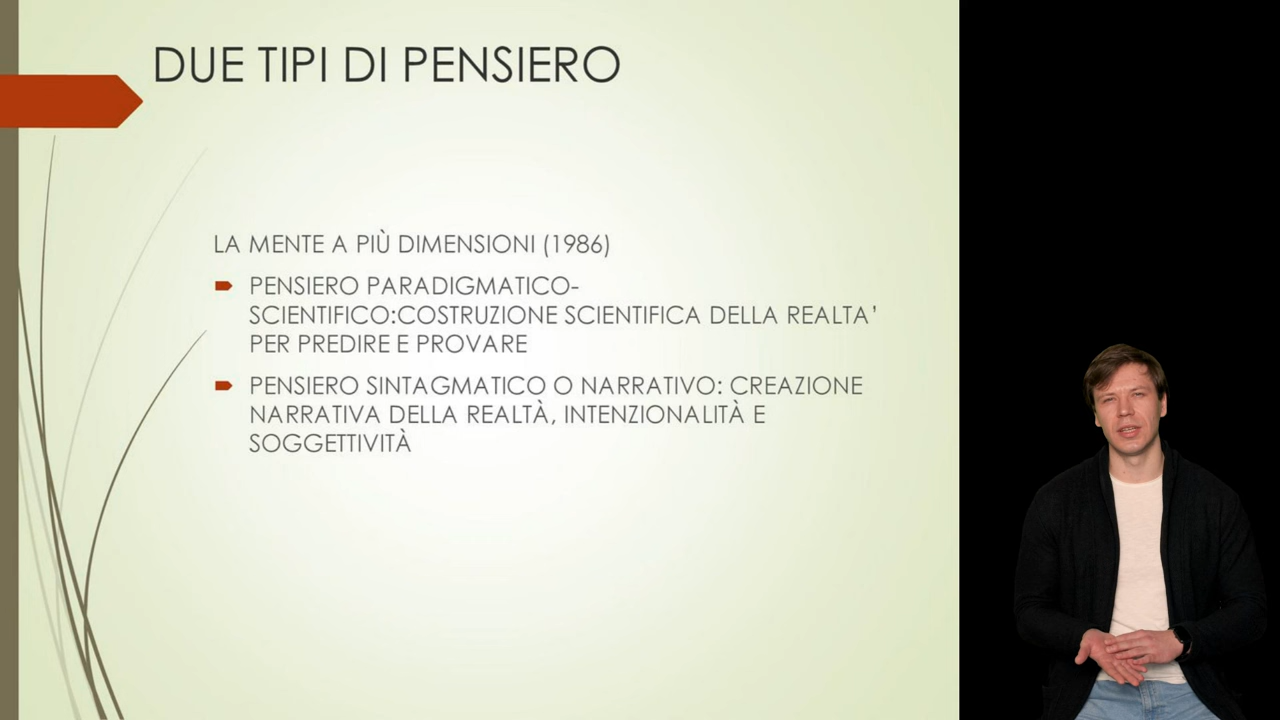 DUE TIPI DI PENSIERO
LA MENTE A PIÙ DIMENSIONI (1986)
PENSIERO PARADIGMATICO-
SCIENTIFICO:COSTRUZIONE SCIENTIFICA DELLA REALTA'
PER PREDIRE E PROVARE
PENSIERO SINTAGMATICO O NARRATIVO: CREAZIONE
NARRATIVA DELLA REALTÀ, INTENZIONALITÀ E
SOGGETTIVITÀ